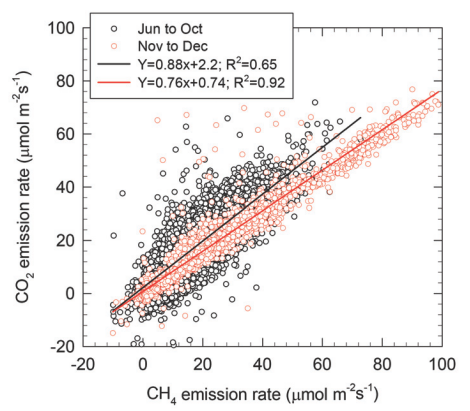 Jun to Oct
Nov to Dec
Y=0.88x+2.2; R²=0.65
Y=0.76x+0.74; R²=0.92
100
80
60
40
20
0
-20
CO₂ emission rate (μmol m⁻²s⁻¹)
-20 0 20 40 60 80 100
CH₄ emission rate (μmol m⁻²s⁻¹)